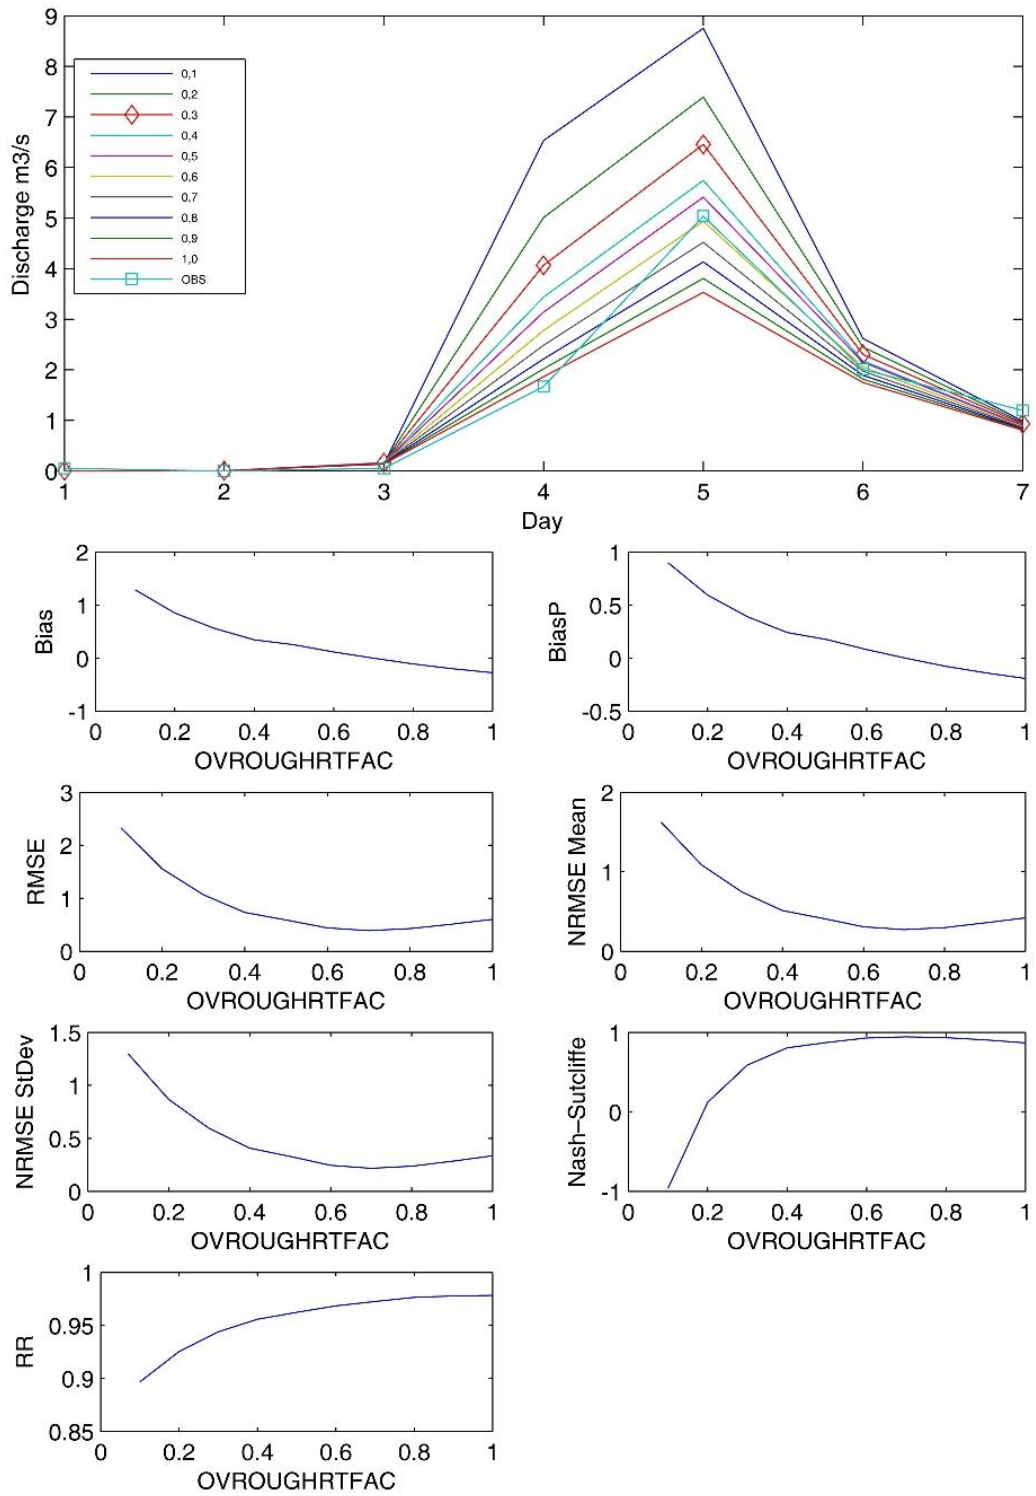 9
8
7
6
5
4
3
2
1
0
Discharge m3/s
0,1
0,2
0,3
0,4
0,5
0,6
0,7
0,8
0,9
1,0
OBS
1 2 3 4 5 6 7
Day
2
1
0
-1
Bias
0 0.2 0.4 0.6 0.8 1
OVROUGHRTFAC
1
0.5
0
-0.5
BiasP
0 0.2 0.4 0.6 0.8 1
OVROUGHRTFAC
3
2
1
0
RMSE
0 0.2 0.4 0.6 0.8 1
OVROUGHRTFAC
2
1
0
NRMSE Mean
0 0.2 0.4 0.6 0.8 1
OVROUGHRTFAC
1.5
1
0.5
0
NRMSE StDev
0 0.2 0.4 0.6 0.8 1
OVROUGHRTFAC
1
0
-1
Nash-Sutcliffe
0 0.2 0.4 0.6 0.8 1
OVROUGHRTFAC
1
0.95
0.9
0.85
RR
0 0.2 0.4 0.6 0.8 1
OVROUGHRTFAC